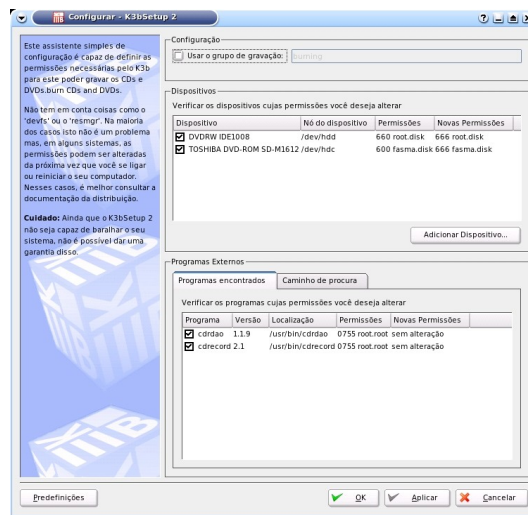 Configurar - K3bSetup 2
Este assistente simples de
configuração é capaz de definir as
permissões necessárias pelo K3b
para este poder gravar os CDs e
DVDs.burn CDs and DVDs.
Não tem em conta coisas como o
'devfs' ou o 'resmgr'. Na maioria
dos casos isto não é um problema
mas, em alguns sistemas, as
permissões podem ser alteradas
da próxima vez que você se ligar
ou reiniciar o seu computador.
Nesses casos, é melhor consultar a
documentação da distribuição.
Cuidado: Ainda que o K3bSetup 2
não seja capaz de baralhar o seu
sistema, não é possível dar uma
garantia disso.
Configuração
Usar o grupo de gravação: burning
Dispositivos
Verificar os dispositivos cujas permissões você deseja alterar
Dispositivo Nó do dispositivo Permissões Novas Permissões
DVDRW IDE1008 /dev/hdd 660 root.disk 666 root.disk
TOSHIBA DVD-ROM SD-M1612 /dev/hdc 600 fasma.disk 666 fasma.disk
Adicionar Dispositivo...
Programas Externos
Programas encontrados Caminho de procura
Verificar os programas cujas permissões você deseja alterar
Programa Versão Localização Permissões Novas Permissões
cdrdao 1.1.9 /usr/bin/cdrdao 0755 root.root sem alteração
cdrecord 2.1 /usr/bin/cdrecord 0755 root.root sem alteração
Predefinições OK Aplicar Cancelar